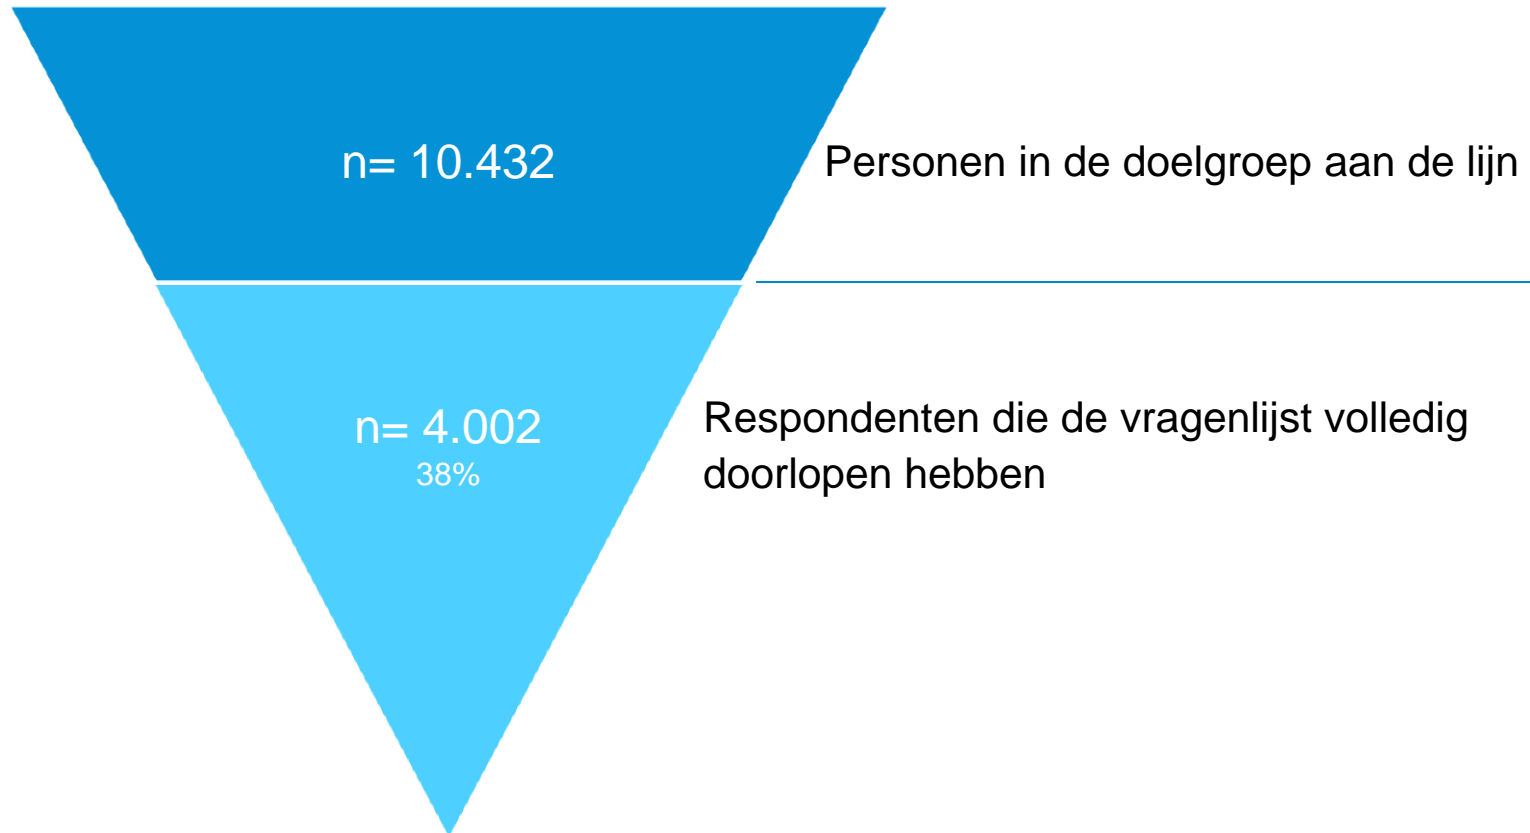 n= 10.432
Personen in de doelgroep aan de lijn
n= 4.002
38%
Respondenten die de vragenlijst volledig
doorlopen hebben